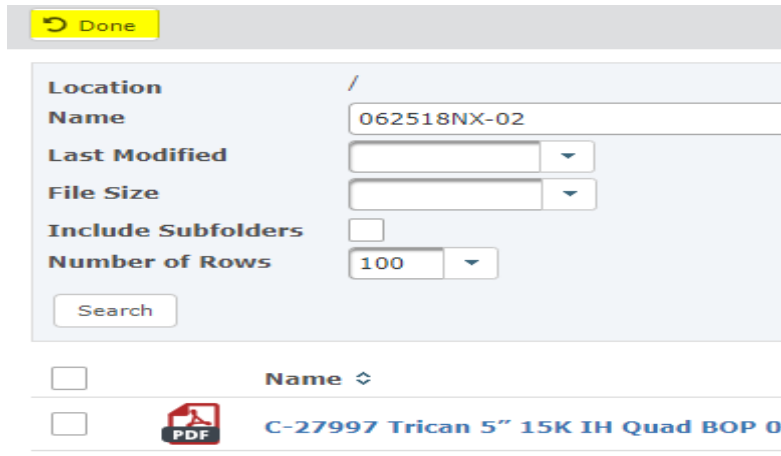 Done
Location /
Name 062518NX-02
Last Modified
File Size
Include Subfolders
Number of Rows 100
Search
Name
PDF C-27997 Trican 5″ 15K IH Quad BOP 0